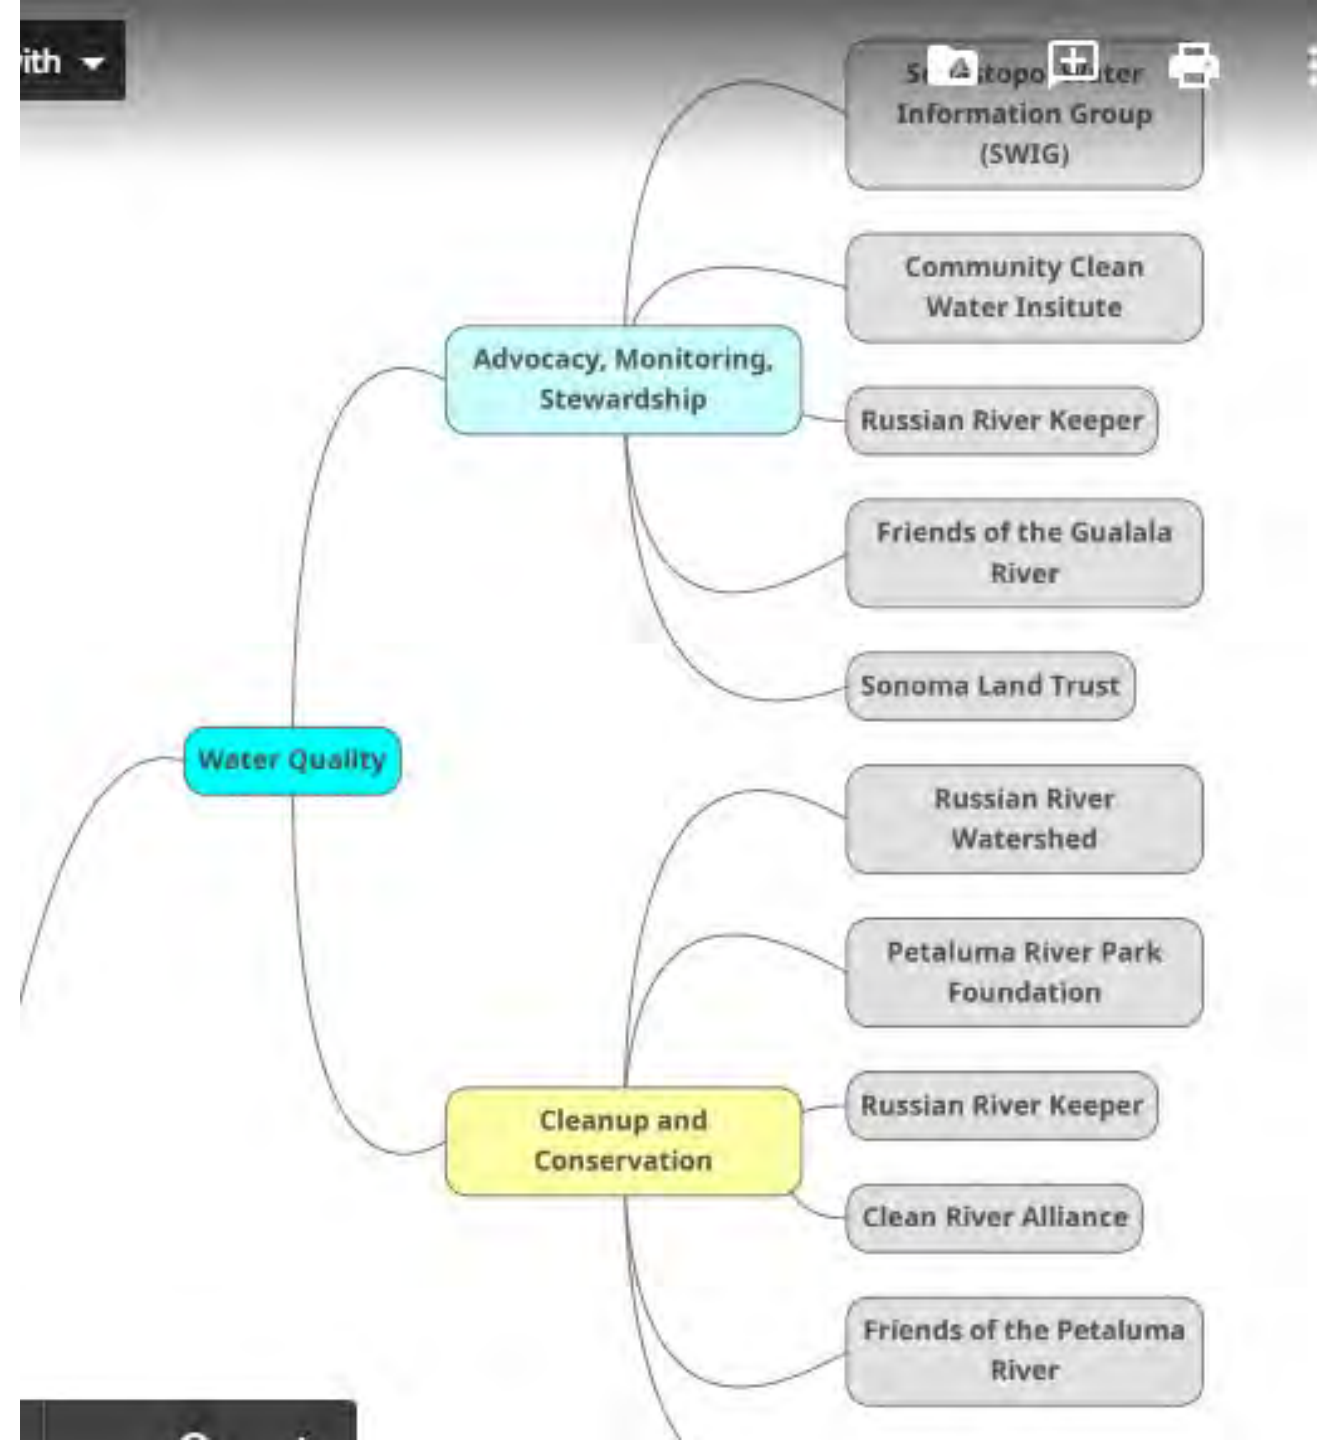 ith
Water
Information Group
(SWIG)
Community Clean
Water Insitute
Advocacy, Monitoring,
Stewardship
Russian River Keeper
Friends of the Gualala
River
Sonoma Land Trust
Water Quality
Russian River
Watershed
Petaluma River Park
Foundation
Cleanup and
Conservation
Russian River Keeper
Clean River Alliance
Friends of the Petaluma
River